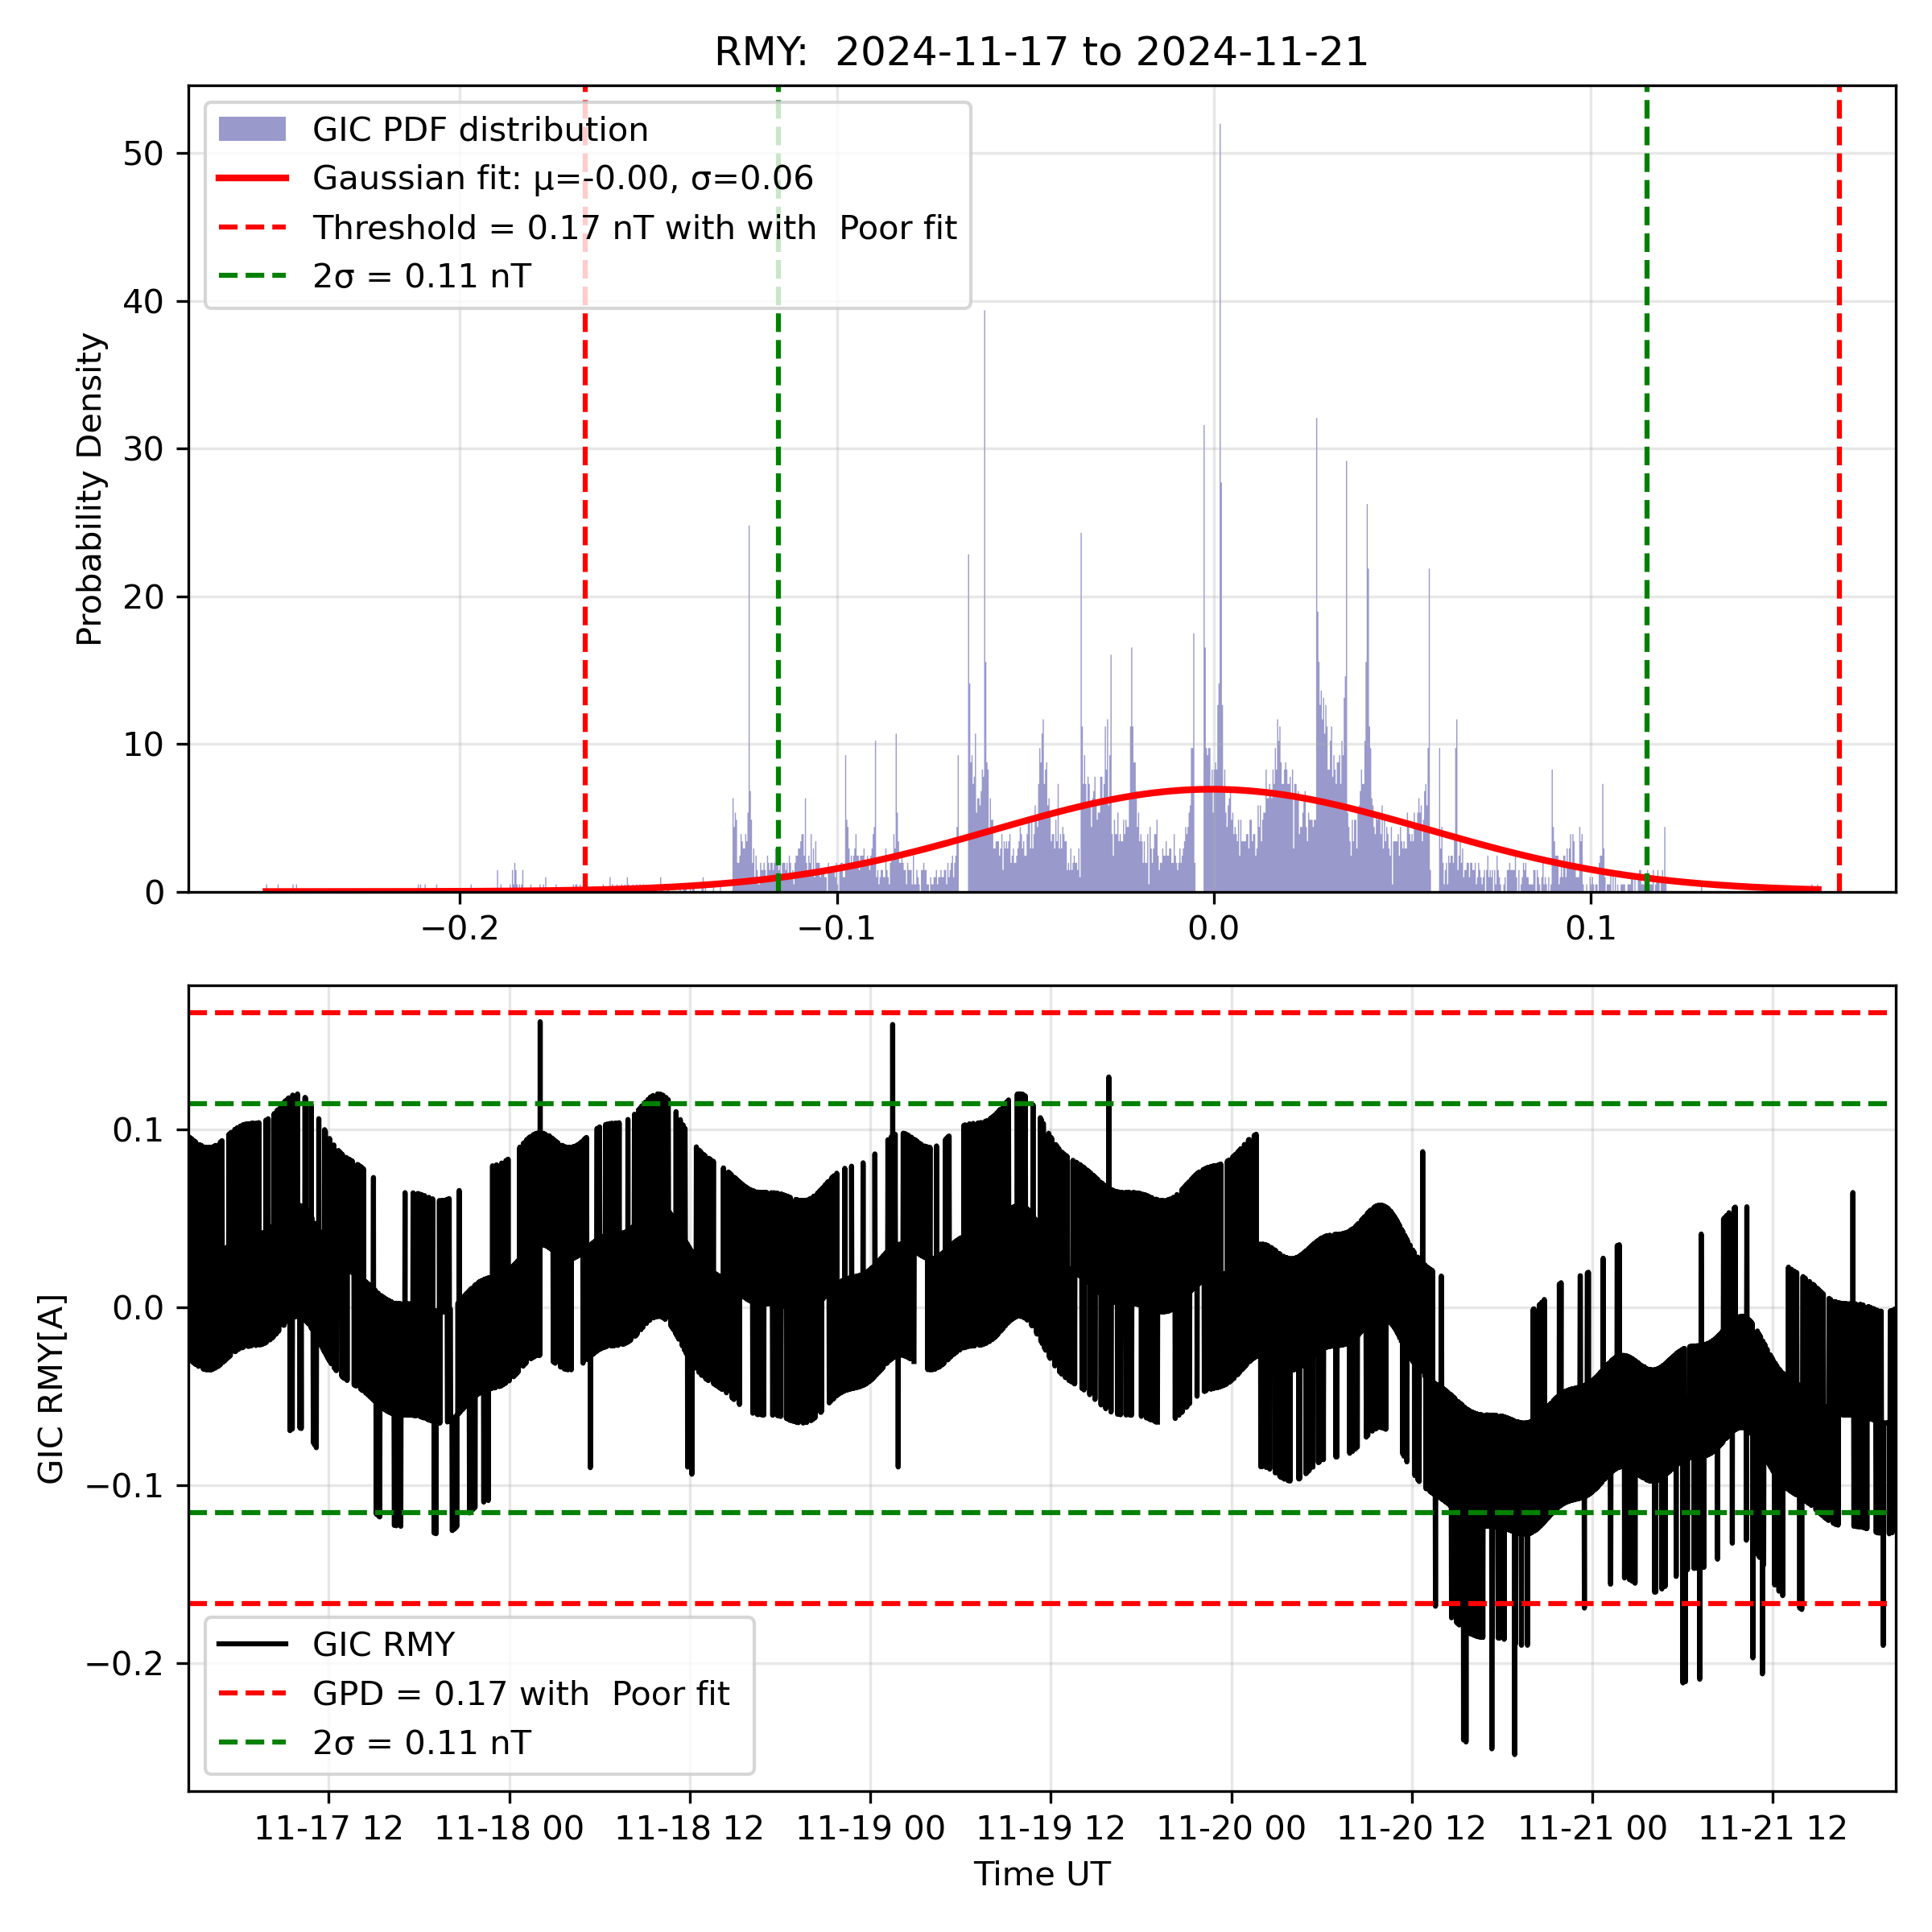 RMY:  2024-11-17 to 2024-11-21
GIC PDF distribution
Gaussian fit: μ=-0.00, σ=0.06
Threshold = 0.17 nT with with  Poor fit
2σ = 0.11 nT
Probability Density
50
40
30
20
10
0
−0.2
−0.1
0.0
0.1
GIC RMY[A]
0.1
0.0
−0.1
−0.2
GIC RMY
GPD = 0.17 with  Poor fit
2σ = 0.11 nT
11-17 12
11-18 00
11-18 12
11-19 00
11-19 12
11-20 00
11-20 12
11-21 00
11-21 12
Time UT